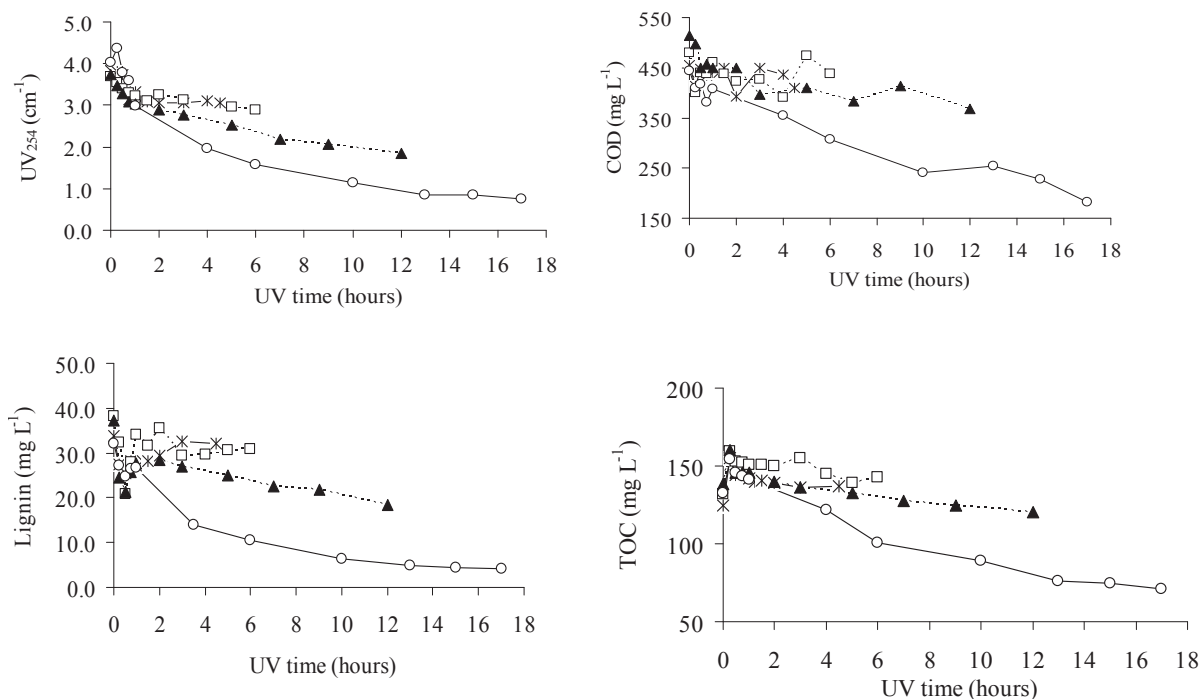 5.0
4.0
3.0
2.0
1.0
0.0
UV254 (cm-1)
0 2 4 6 8 10 12 14 16 18
UV time (hours)
550
450
350
250
150
COD (mg L-1)
0 2 4 6 8 10 12 14 16 18
UV time (hours)
50.0
40.0
30.0
20.0
10.0
0.0
Lignin (mg L-1)
0 2 4 6 8 10 12 14 16 18
UV time (hours)
200
150
100
50
TOC (mg L-1)
0 2 4 6 8 10 12 14 16 18
UV time (hours)